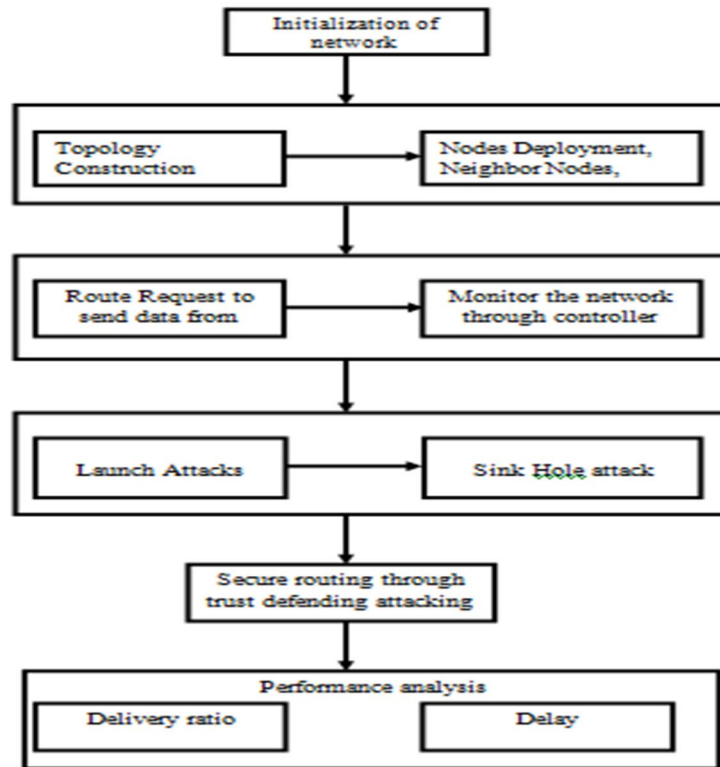 Initialization of
network
Topology
Construction
Nodes Deployment,
Neighbor Nodes,
Route Request to
send data from
Monitor the network
through controller
Launch Attacks
Sink Hole attack
Secure routing through
trust defending attacking
Performance analysis
Delivery ratio
Delay